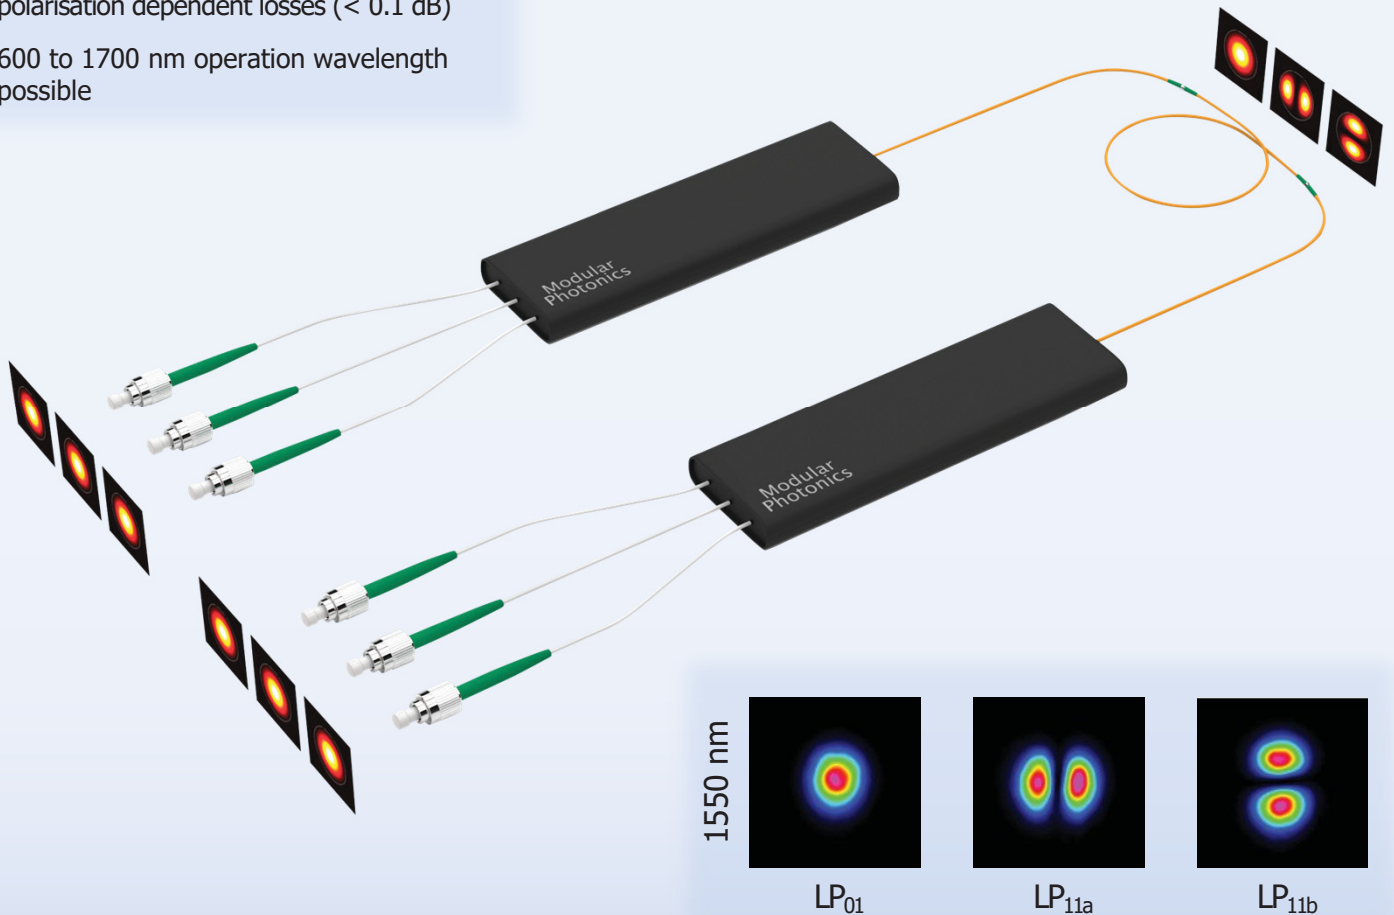 polarisation dependent losses (< 0.1 dB)
600 to 1700 nm operation wavelength
possible
Modular
Photonics
Modular
Photonics
1550 nm
LP01
LP11a
LP11b